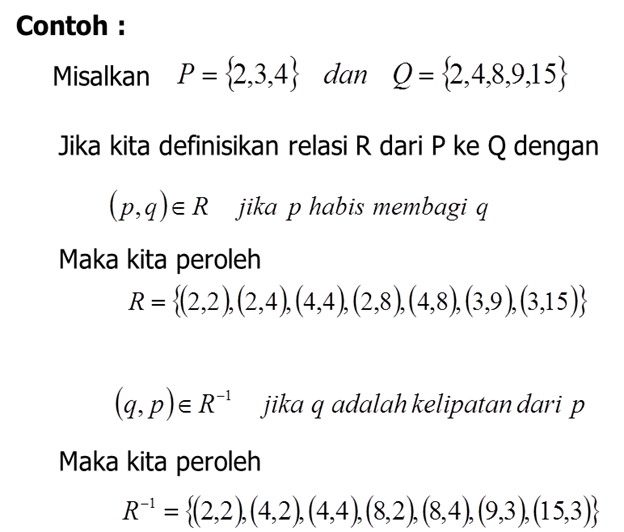 Contoh :
Misalkan P = {2,3,4} dan Q = {2,4,8,9,15}
Jika kita definisikan relasi R dari P ke Q dengan
(p,q) ∈ R jika p habis membagi q
Maka kita peroleh
R = {(2,2),(2,4),(4,4),(2,8),(4,8),(3,9),(3,15)}
(q, p) ∈ R⁻¹ jika q adalah kelipatan dari p
Maka kita peroleh
R⁻¹ = {(2,2),(4,2),(4,4),(8,2),(8,4),(9,3),(15,3)}